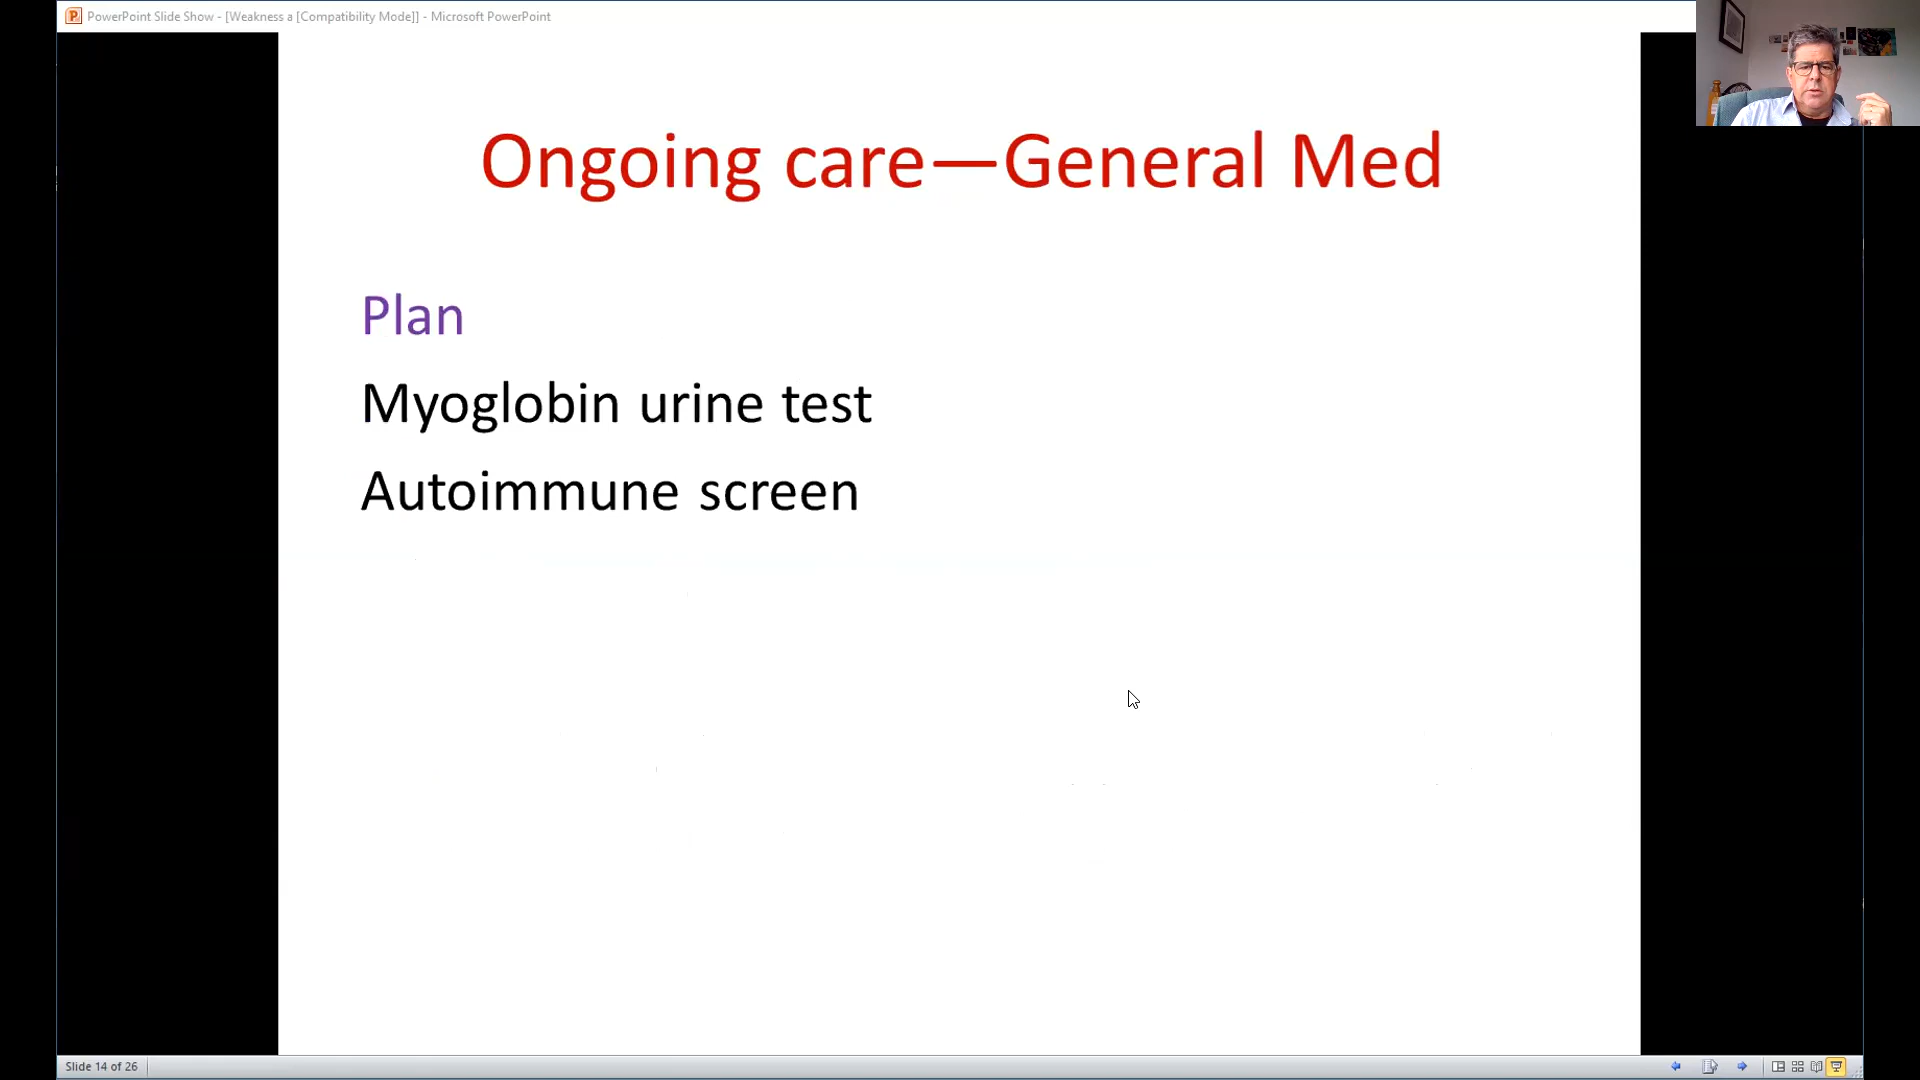 PowerPoint Slide Show - [Weakness a [Compatibility Mode]] - Microsoft PowerPoint
Ongoing care—General Med
Plan
Myoglobin urine test
Autoimmune screen
Slide 14 of 26